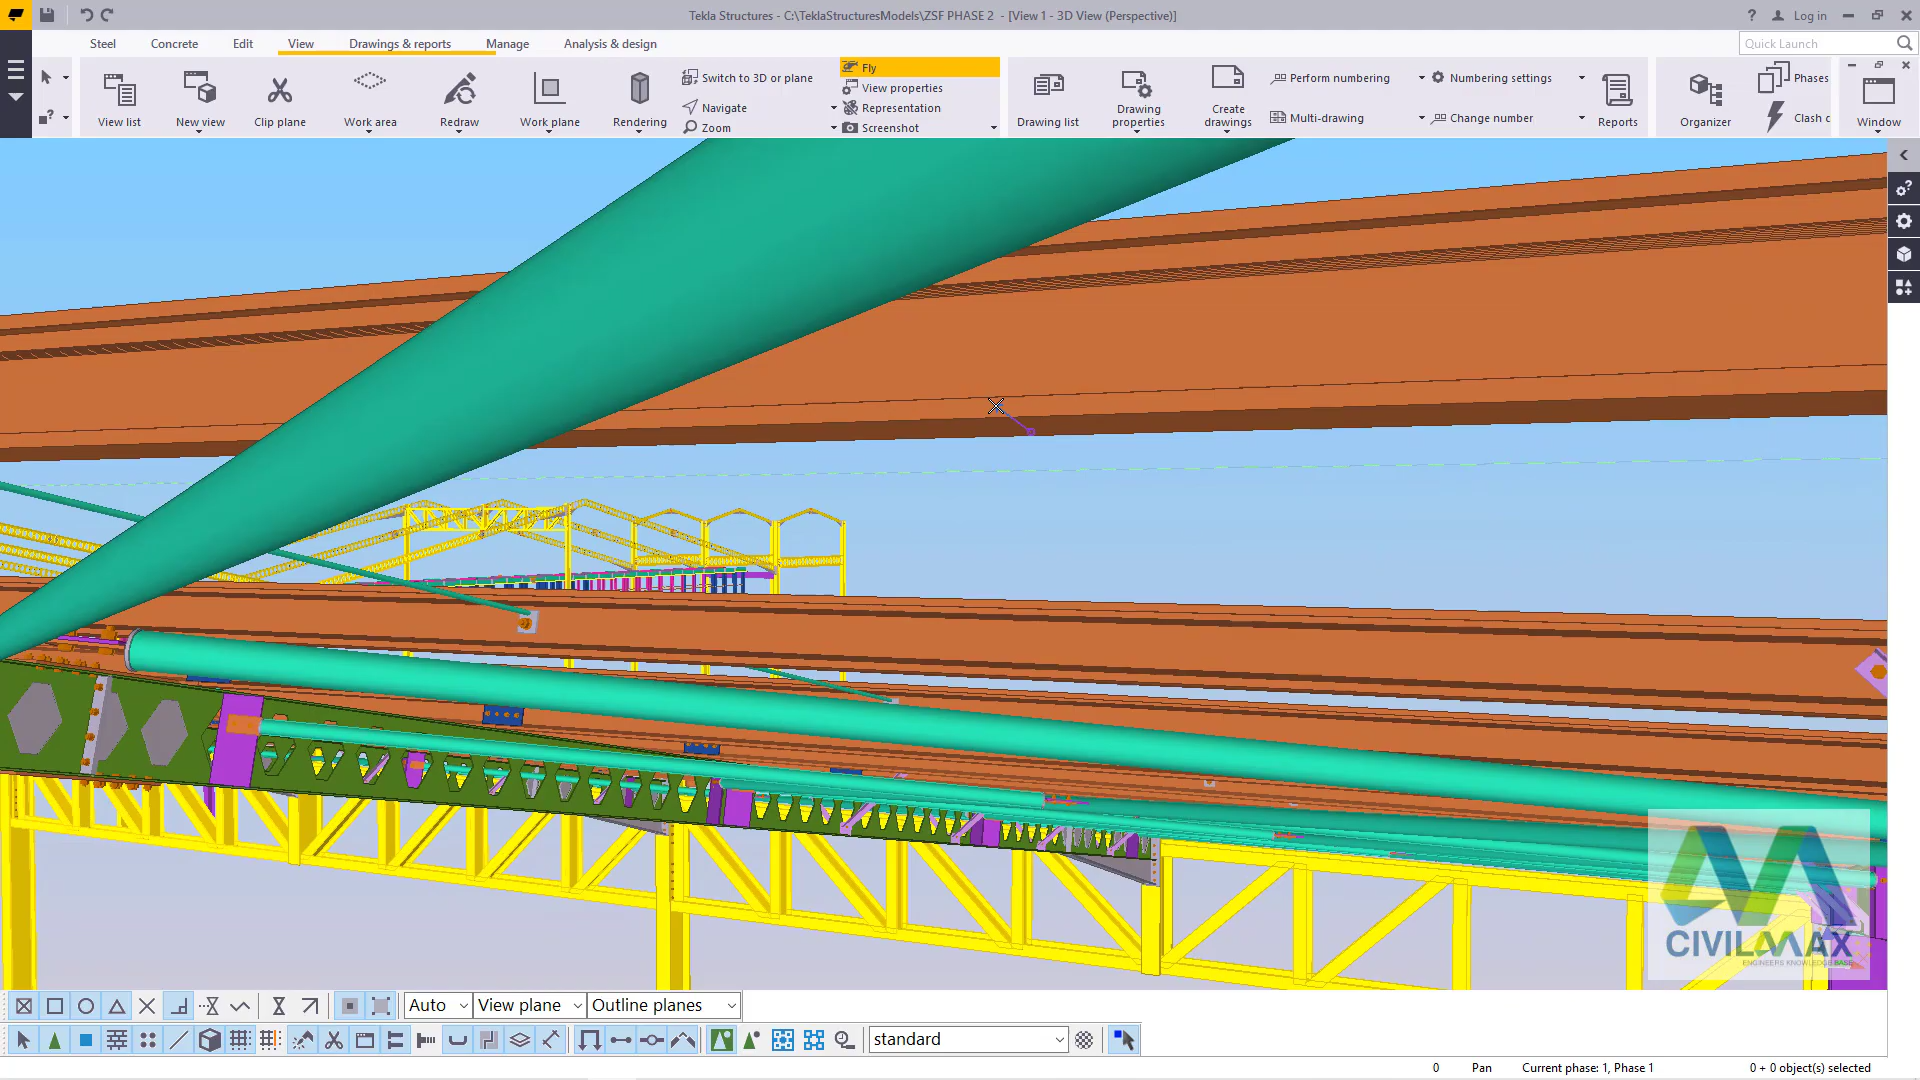 Tekla Structures - C:\TeklaStructuresModels\ZSF PHASE 2 - [View 1 - 3D View (Perspective)]
? Log in
Steel Concrete Edit View Drawings & reports Manage Analysis & design
Quick Launch
View list
New view
Clip plane
Work area
Redraw
Work plane
Rendering
Switch to 3D or plane
Navigate
Zoom
Fly
View properties
Representation
Screenshot
Drawing list
Drawing properties
Create drawings
Perform numbering
Multi-drawing
Numbering settings
Change number
Reports
Organizer
Phases
Clash c
Window
CIVILMAX
ENGINEERS KNOWLEDGE BASE
Auto View plane Outline planes
standard
0 Pan Current phase: 1, Phase 1 0 + 0 object(s) selected